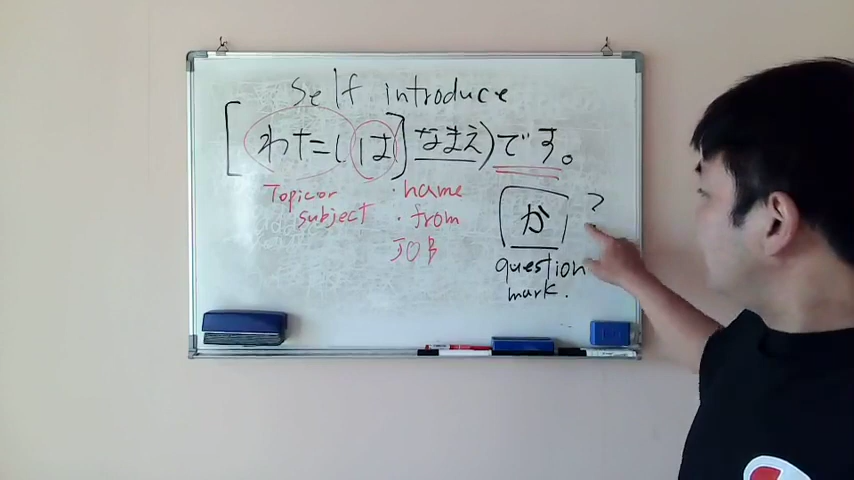 Self introduce
[わたしは] なまえ)です。
Topic or subject
・name
・from
JOB
か ?
question mark.